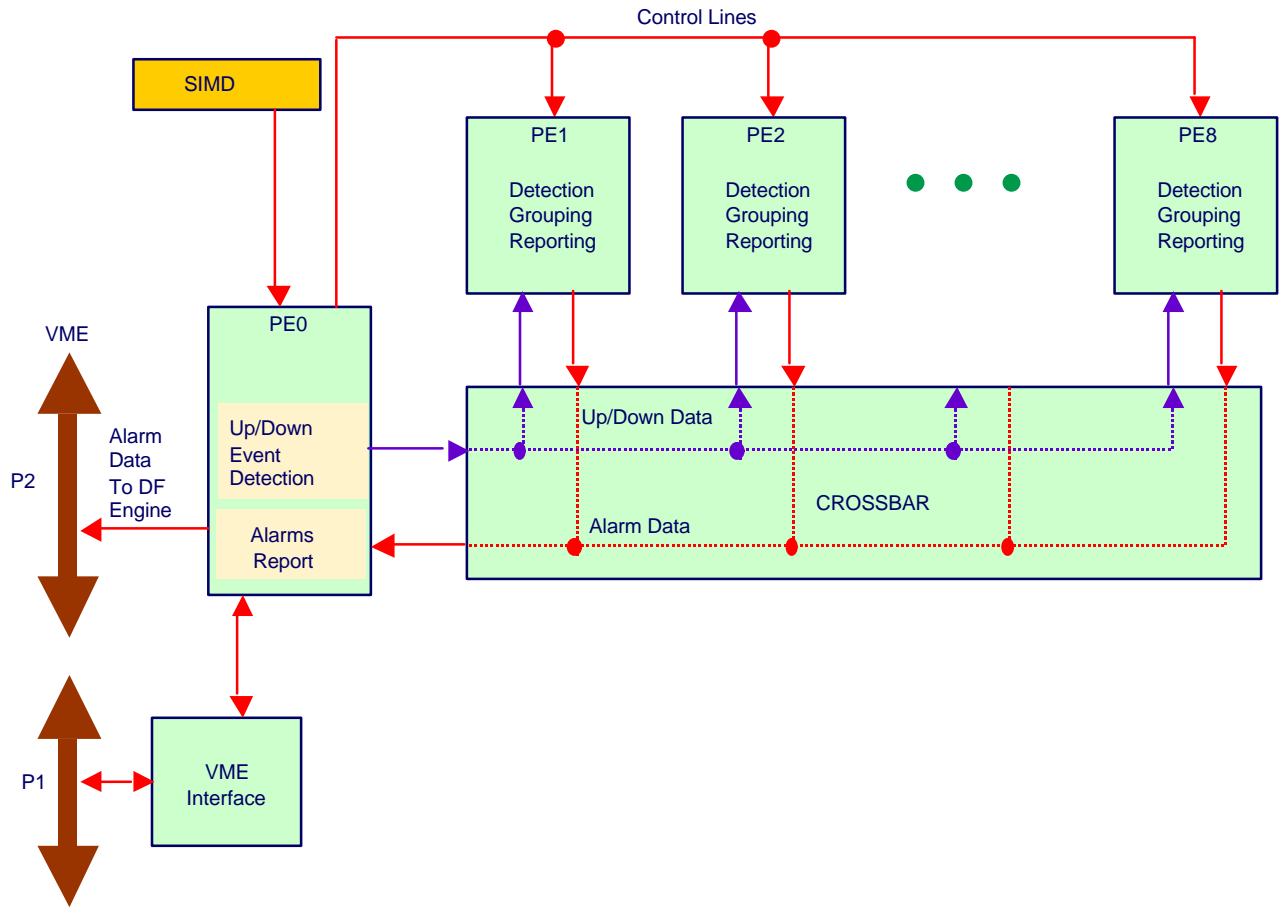 Control Lines
SIMD
PE1
Detection
Grouping
Reporting
PE2
Detection
Grouping
Reporting
PE8
Detection
Grouping
Reporting
VME
PE0
Up/Down
Event
Detection
Alarms
Report
Alarm
Data
To DF
Engine
P2
Up/Down Data
CROSSBAR
Alarm Data
P1
VME
Interface